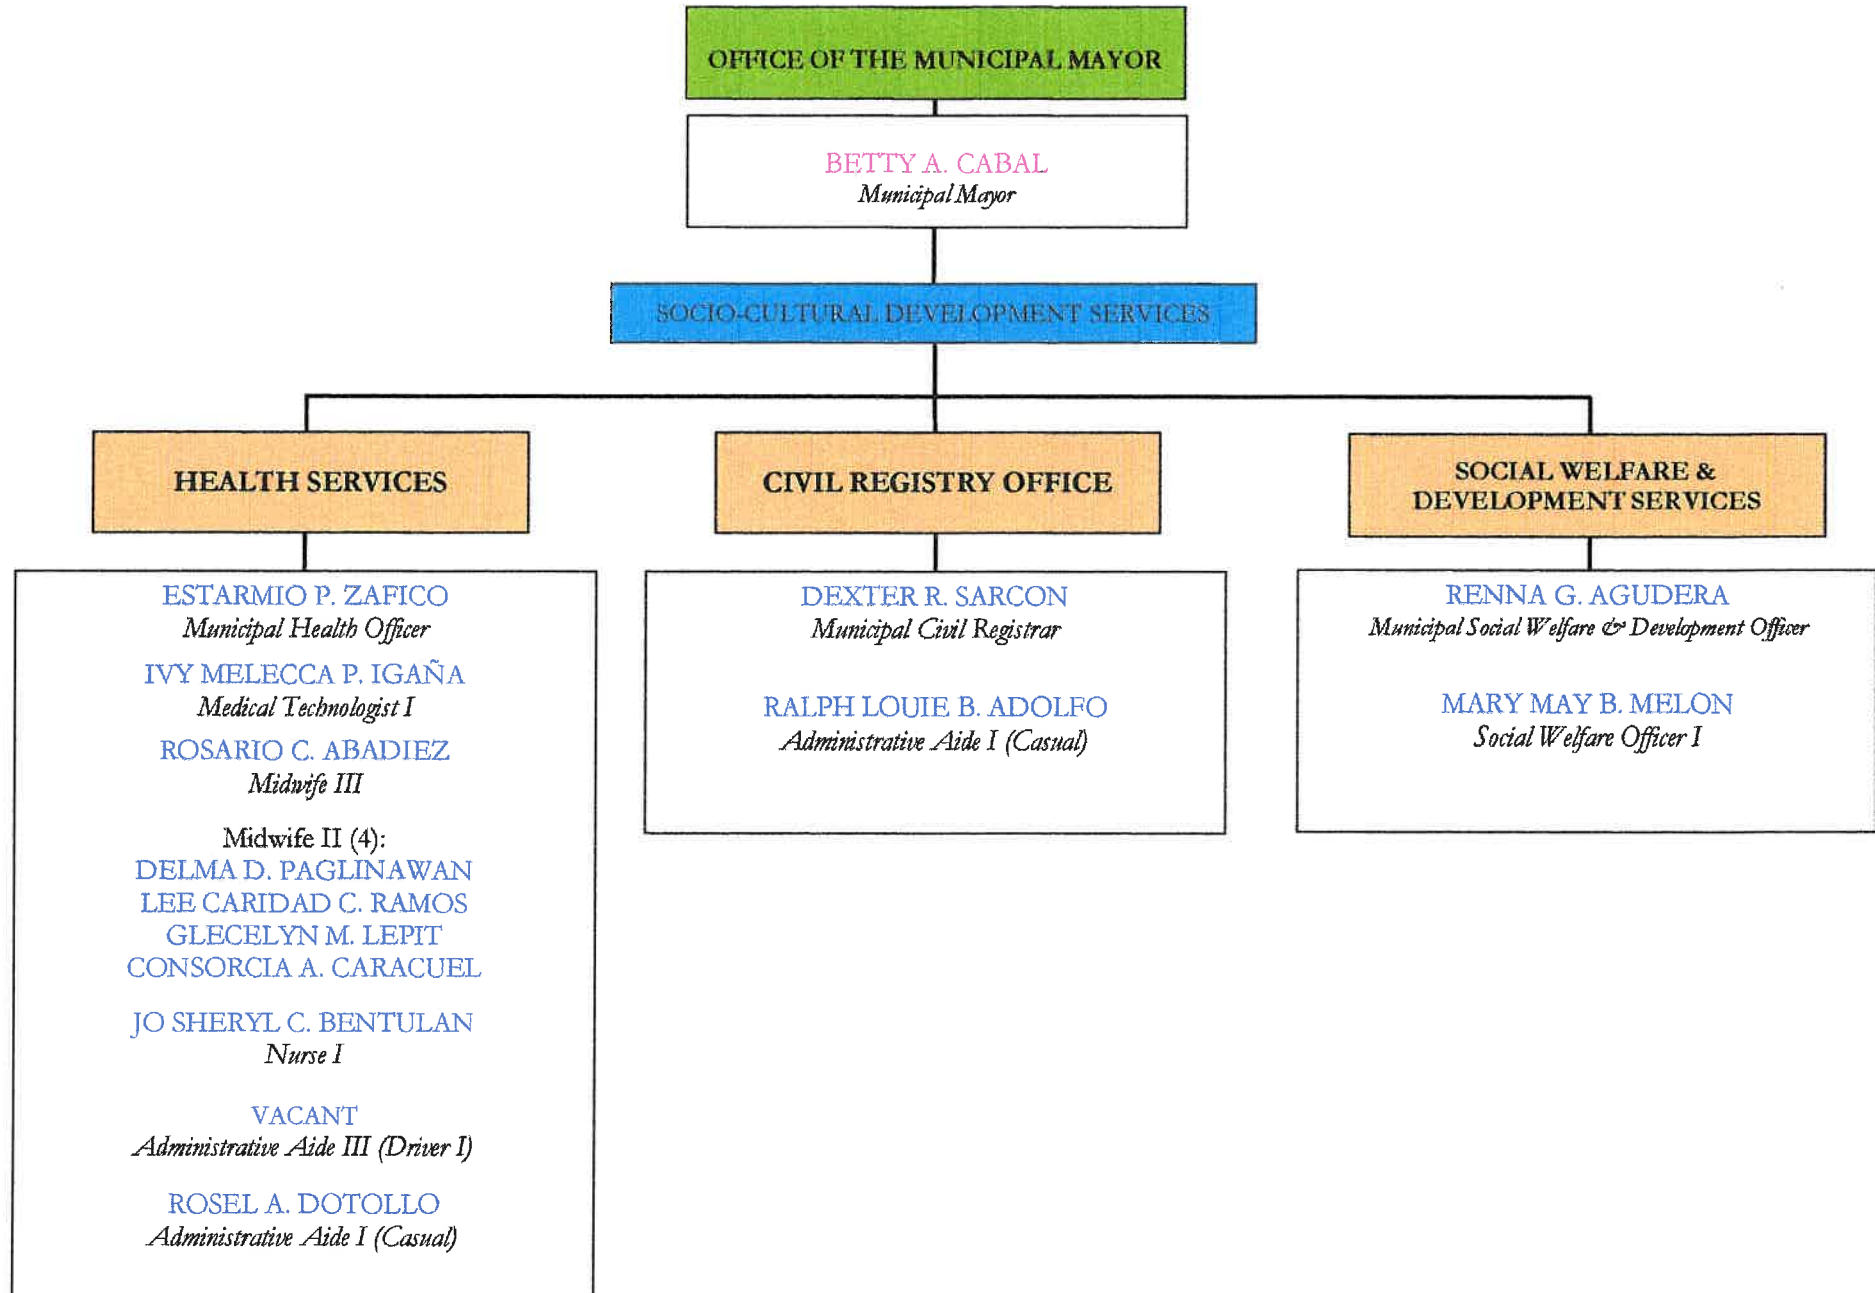 OFFICE OF THE MUNICIPAL MAYOR
BETTY A. CABAL
Municipal Mayor
SOCIO-CULTURAL DEVELOPMENT SERVICES
HEALTH SERVICES
ESTARMIO P. ZAFICO
Municipal Health Officer
IVY MELECCA P. IGAÑA
Medical Technologist I
ROSARIO C. ABADIEZ
Midwife III
Midwife II (4):
DELMA D. PAGLINAWAN
LEE CARIDAD C. RAMOS
GLECELYN M. LEPIT
CONSORCIA A. CARACUEL
JO SHERYL C. BENTULAN
Nurse I
VACANT
Administrative Aide III (Driver I)
ROSEL A. DOTOLLO
Administrative Aide I (Casual)
CIVIL REGISTRY OFFICE
DEXTER R. SARCON
Municipal Civil Registrar
RALPH LOUIE B. ADOLFO
Administrative Aide I (Casual)
SOCIAL WELFARE &
DEVELOPMENT SERVICES
RENNA G. AGUDERA
Municipal Social Welfare & Development Officer
MARY MAY B. MELON
Social Welfare Officer I